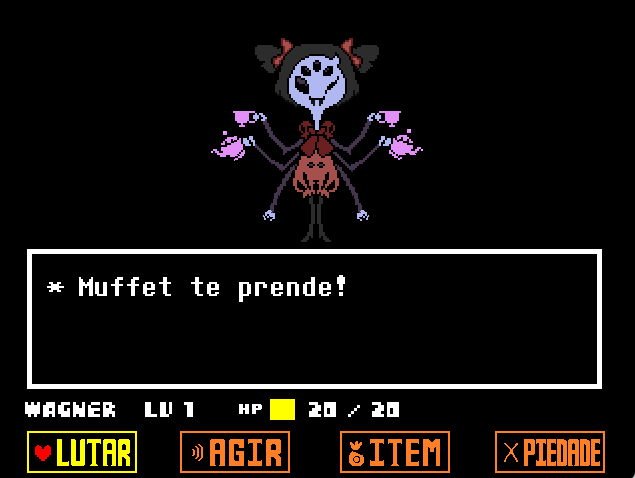 * Muffet te prende!
WAGNER LV 1 HP 20 / 20
LUTAR AGIR ITEM PIEDADE